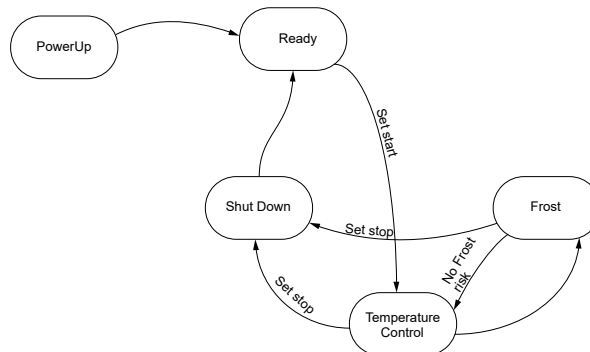 Ready
PowerUp
Set start
Shut Down
Frost
Set stop
No Frost
risk
Set stop
Temperature
Control